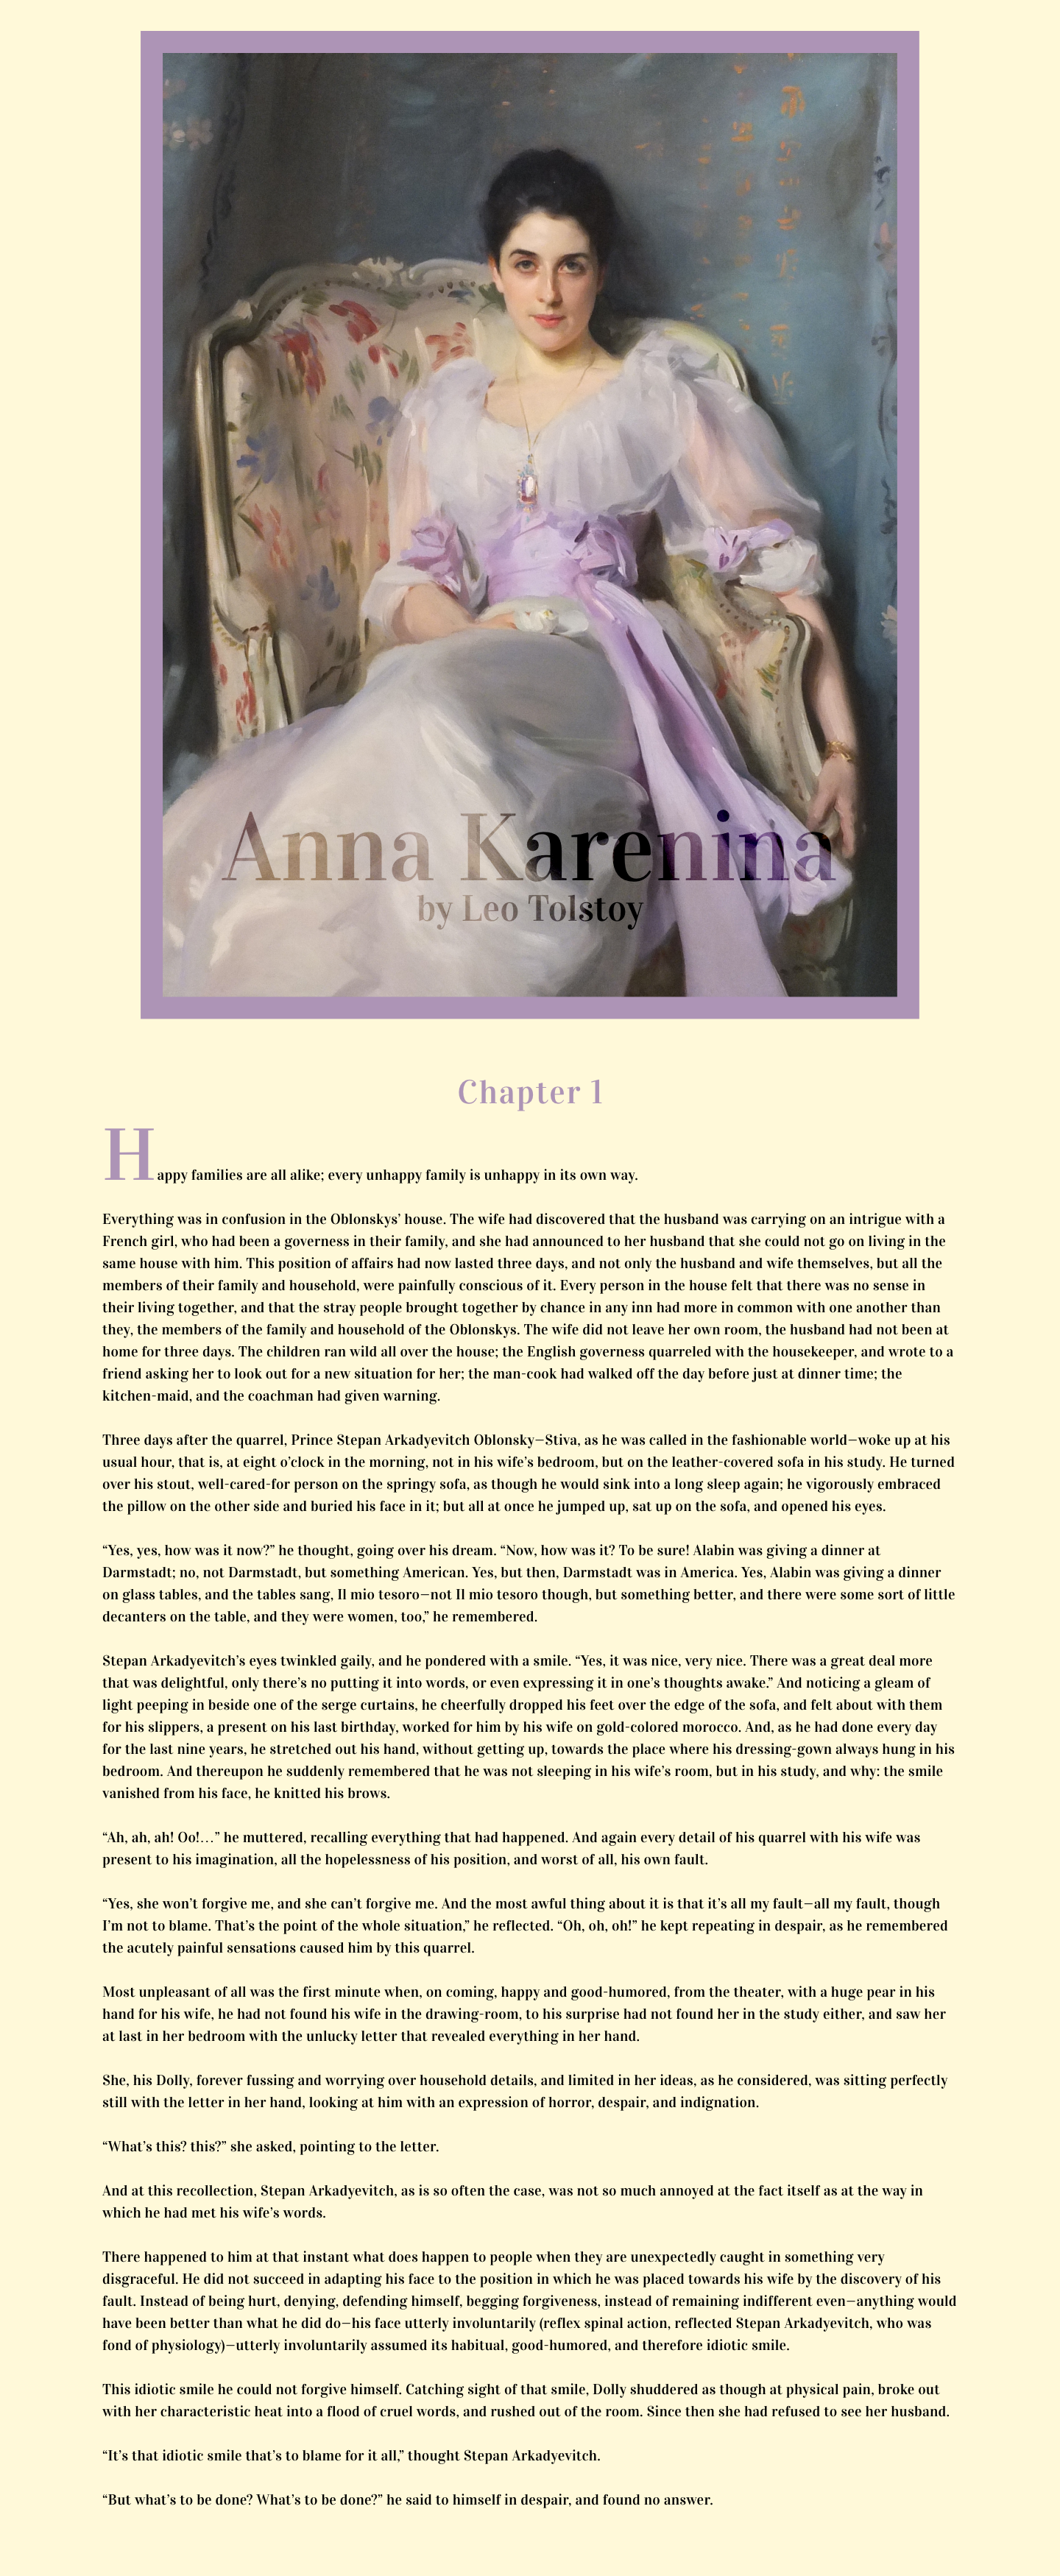 Anna Karenina
by Leo Tolstoy
Chapter 1
Happy families are all alike; every unhappy family is unhappy in its own way.
Everything was in confusion in the Oblonskys’ house. The wife had discovered that the husband was carrying on an intrigue with a
French girl, who had been a governess in their family, and she had announced to her husband that she could not go on living in the
same house with him. This position of affairs had now lasted three days, and not only the husband and wife themselves, but all the
members of their family and household, were painfully conscious of it. Every person in the house felt that there was no sense in
their living together, and that the stray people brought together by chance in any inn had more in common with one another than
they, the members of the family and household of the Oblonskys. The wife did not leave her own room, the husband had not been at
home for three days. The children ran wild all over the house; the English governess quarreled with the housekeeper, and wrote to a
friend asking her to look out for a new situation for her; the man-cook had walked off the day before just at dinner time; the
kitchen-maid, and the coachman had given warning.
Three days after the quarrel, Prince Stepan Arkadyevitch Oblonsky—Stiva, as he was called in the fashionable world—woke up at his
usual hour, that is, at eight o’clock in the morning, not in his wife’s bedroom, but on the leather-covered sofa in his study. He turned
over his stout, well-cared-for person on the springy sofa, as though he would sink into a long sleep again; he vigorously embraced
the pillow on the other side and buried his face in it; but all at once he jumped up, sat up on the sofa, and opened his eyes.
“Yes, yes, how was it now?” he thought, going over his dream. “Now, how was it? To be sure! Alabin was giving a dinner at
Darmstadt; no, not Darmstadt, but something American. Yes, but then, Darmstadt was in America. Yes, Alabin was giving a dinner
on glass tables, and the tables sang, Il mio tesoro—not Il mio tesoro though, but something better, and there were some sort of little
decanters on the table, and they were women, too,” he remembered.
Stepan Arkadyevitch’s eyes twinkled gaily, and he pondered with a smile. “Yes, it was nice, very nice. There was a great deal more
that was delightful, only there’s no putting it into words, or even expressing it in one’s thoughts awake.” And noticing a gleam of
light peeping in beside one of the serge curtains, he cheerfully dropped his feet over the edge of the sofa, and felt about with them
for his slippers, a present on his last birthday, worked for him by his wife on gold-colored morocco. And, as he had done every day
for the last nine years, he stretched out his hand, without getting up, towards the place where his dressing-gown always hung in his
bedroom. And thereupon he suddenly remembered that he was not sleeping in his wife’s room, but in his study, and why: the smile
vanished from his face, he knitted his brows.
“Ah, ah, ah! Oo!…” he muttered, recalling everything that had happened. And again every detail of his quarrel with his wife was
present to his imagination, all the hopelessness of his position, and worst of all, his own fault.
“Yes, she won’t forgive me, and she can’t forgive me. And the most awful thing about it is that it’s all my fault—all my fault, though
I’m not to blame. That’s the point of the whole situation,” he reflected. “Oh, oh, oh!” he kept repeating in despair, as he remembered
the acutely painful sensations caused him by this quarrel.
Most unpleasant of all was the first minute when, on coming, happy and good-humored, from the theater, with a huge pear in his
hand for his wife, he had not found his wife in the drawing-room, to his surprise had not found her in the study either, and saw her
at last in her bedroom with the unlucky letter that revealed everything in her hand.
She, his Dolly, forever fussing and worrying over household details, and limited in her ideas, as he considered, was sitting perfectly
still with the letter in her hand, looking at him with an expression of horror, despair, and indignation.
“What’s this? this?” she asked, pointing to the letter.
And at this recollection, Stepan Arkadyevitch, as is so often the case, was not so much annoyed at the fact itself as at the way in
which he had met his wife’s words.
There happened to him at that instant what does happen to people when they are unexpectedly caught in something very
disgraceful. He did not succeed in adapting his face to the position in which he was placed towards his wife by the discovery of his
fault. Instead of being hurt, denying, defending himself, begging forgiveness, instead of remaining indifferent even—anything would
have been better than what he did do—his face utterly involuntarily (reflex spinal action, reflected Stepan Arkadyevitch, who was
fond of physiology)—utterly involuntarily assumed its habitual, good-humored, and therefore idiotic smile.
This idiotic smile he could not forgive himself. Catching sight of that smile, Dolly shuddered as though at physical pain, broke out
with her characteristic heat into a flood of cruel words, and rushed out of the room. Since then she had refused to see her husband.
“It’s that idiotic smile that’s to blame for it all,” thought Stepan Arkadyevitch.
“But what’s to be done? What’s to be done?” he said to himself in despair, and found no answer.